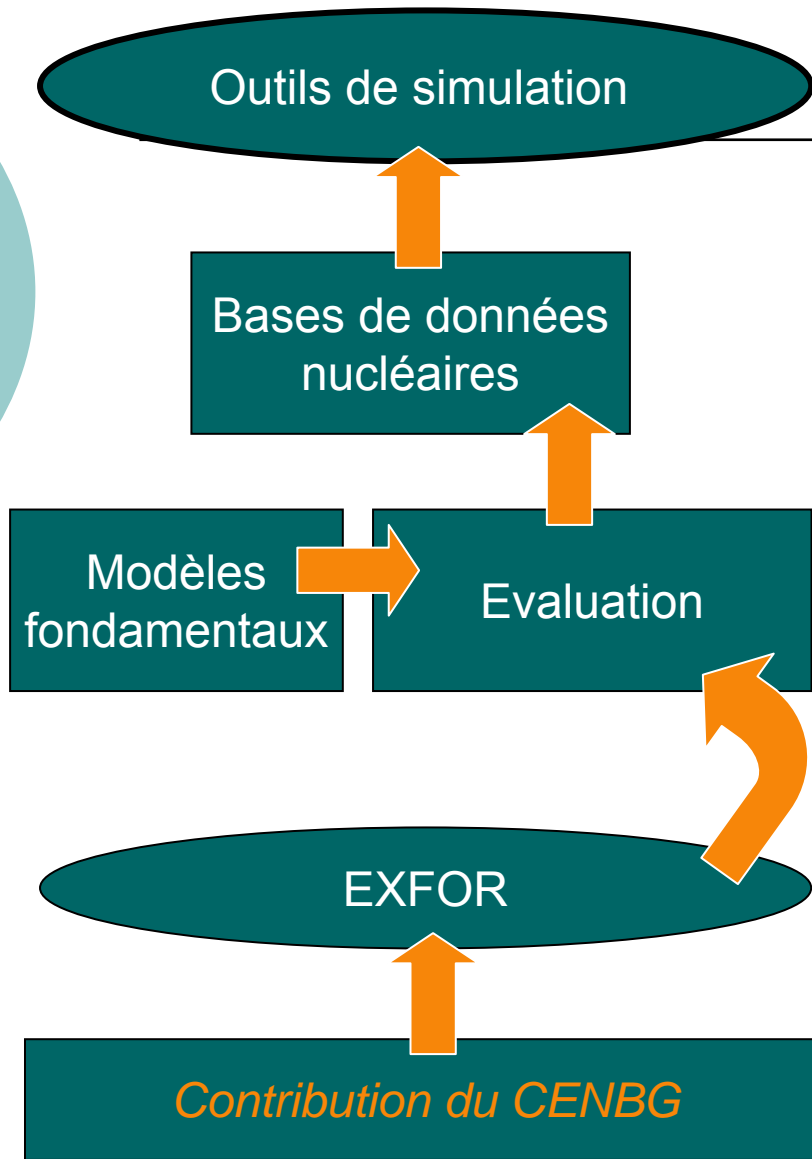 Outils de simulation
Bases de données
nucléaires
Modèles
fondamentaux
Evaluation
EXFOR
Contribution du CENBG